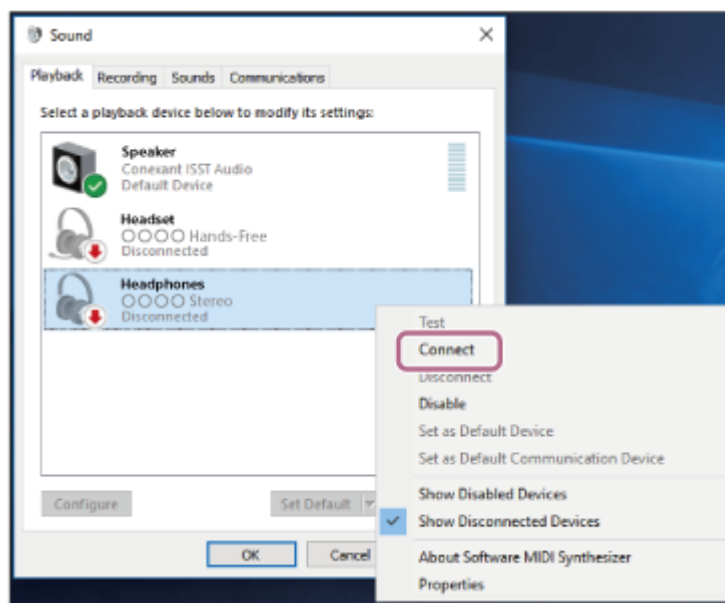 Sound
Playback Recording Sounds Communications
Select a playback device below to modify its settings:
Speaker
Conexant ISST Audio
Default Device
Headset
○○○○ Hands-Free
Disconnected
Headphones
○○○○ Stereo
Disconnected
Test
Connect
Disconnect
Disable
Set as Default Device
Set as Default Communication Device
Show Disabled Devices
Show Disconnected Devices
About Software MIDI Synthesizer
Properties
Configure Set Default
OK Cancel